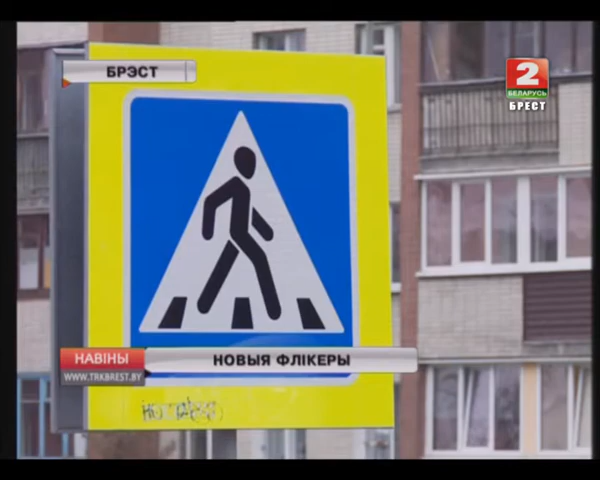 БРЭСТ
2
БЕЛАРУСЬ
БРЕСТ
НАВІНЫ
НОВЫЯ ФЛІКЕРЫ
WWW.TRKBREST.BY